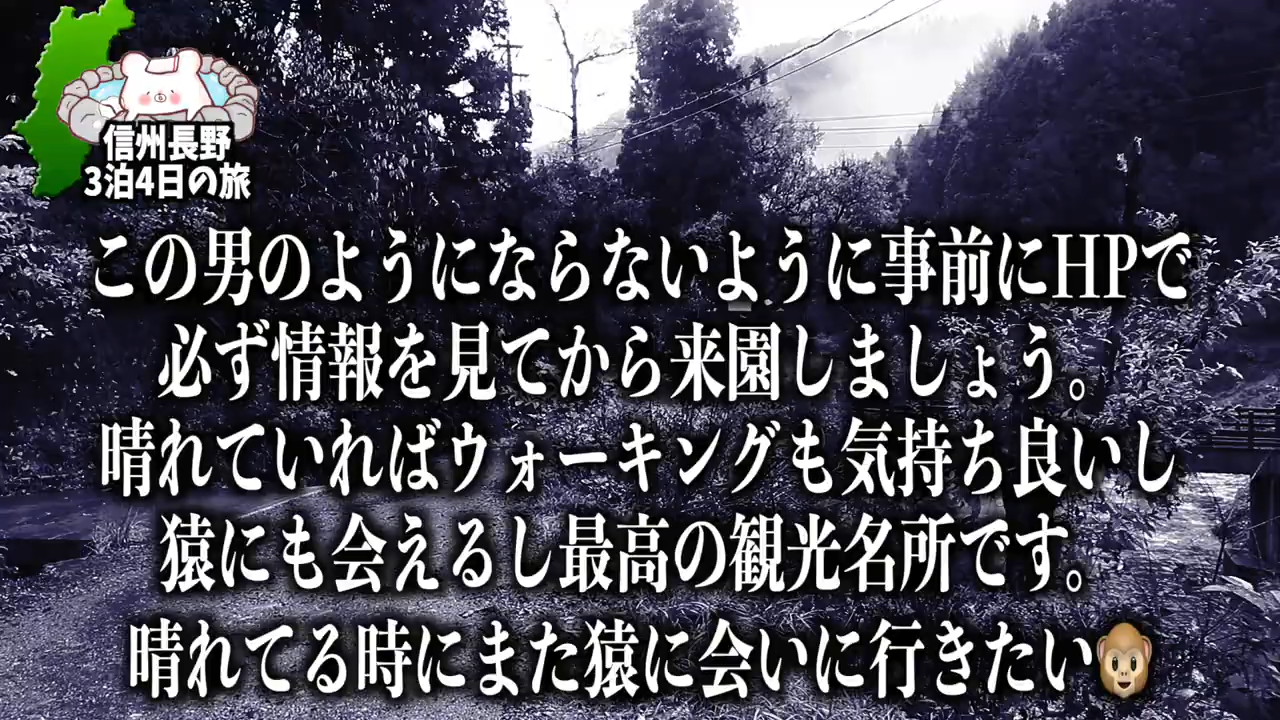 信州長野
3泊4日の旅
この男のようにならないように事前にHPで
必ず情報を見てから来園しましょう。
晴れていればウォーキングも気持ち良いし
猿にも会えるし最高の観光名所です。
晴れてる時にまた猿に会いに行きたい🐵